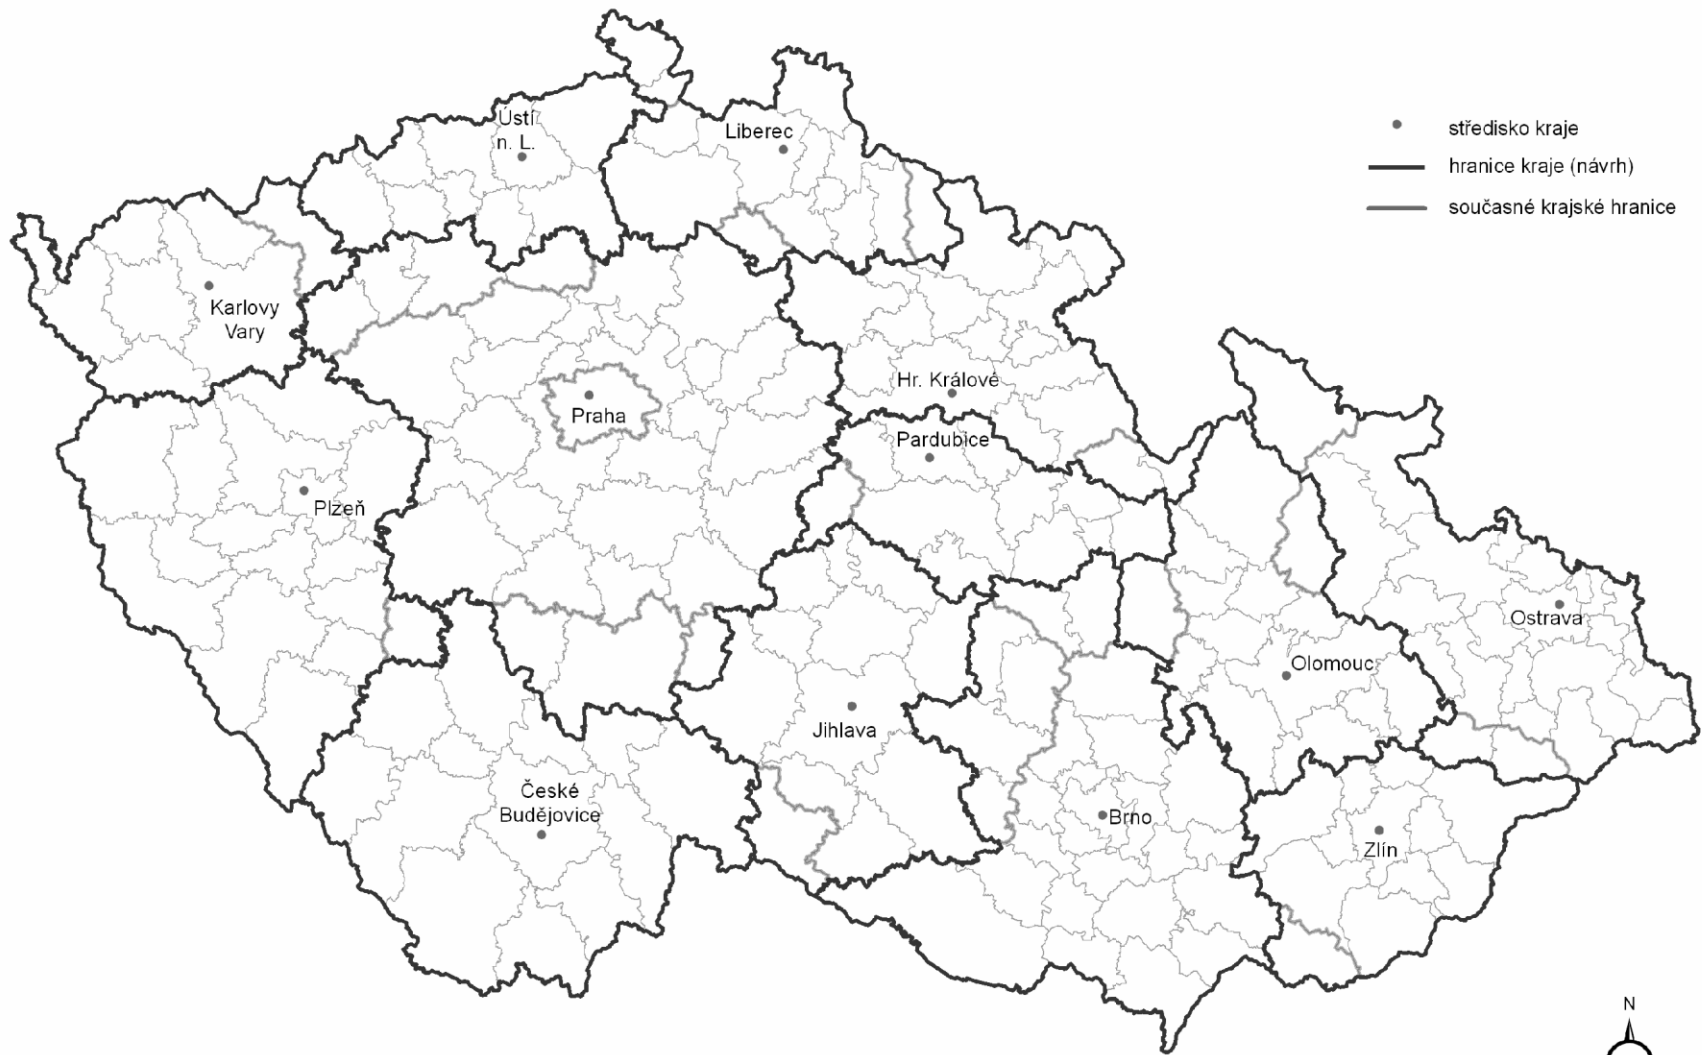 Ústí
n. L.
Liberec
středisko kraje
hranice kraje (návrh)
současné krajské hranice
Karlovy
Vary
Praha
Hr. Králové
Pardubice
Plzeň
Ostrava
Olomouc
Jihlava
České
Budějovice
Brno
Zlín
N